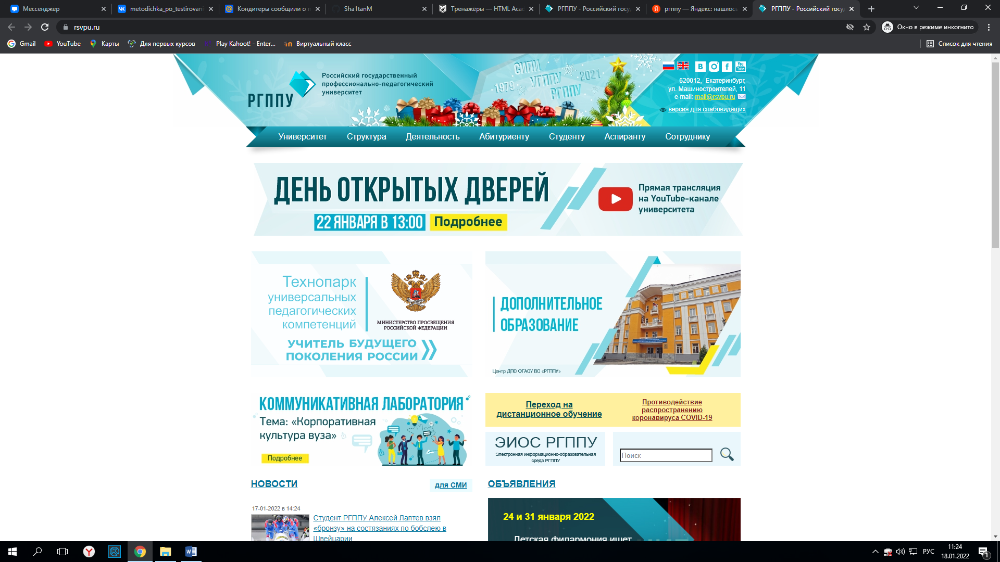 Мессенджер
metodichka_po_testirovani
Кондитеры сообщили о п
Sha1tanM
Тренажёры — HTML Acad
РГППУ - Российский госу
ргппу — Яндекс: нашлось
РГППУ - Российский госу
rsvpu.ru
Окно в режиме инкогнито
Gmail
YouTube
Карты
Для первых курсов
Play Kahoot! - Enter...
Виртуальный класс
Список для чтения
РГППУ
Российский государственный
профессионально-педагогический
университет
СИПИ
1979 УГППУ 2021
РГППУ
You
Tube
620012, Екатеринбург,
ул. Машиностроителей, 11
e-mail: mail@rsvpu.ru
версия для слабовидящих
Университет Структура Деятельность Абитуриенту Студенту Аспиранту Сотруднику
ДЕНЬ ОТКРЫТЫХ ДВЕРЕЙ
22 ЯНВАРЯ В 13:00 Подробнее
Прямая трансляция
на YouTube-канале
университета
Технопарк
универсальных
педагогических
компетенций
МИНИСТЕРСТВО ПРОСВЕЩЕНИЯ
РОССИЙСКОЙ ФЕДЕРАЦИИ
УЧИТЕЛЬ БУДУЩЕГО
ПОКОЛЕНИЯ РОССИИ
ДОПОЛНИТЕЛЬНОЕ
ОБРАЗОВАНИЕ
Центр ДПО ФГАОУ ВО «РГППУ»
КОММУНИКАТИВНАЯ ЛАБОРАТОРИЯ
Тема: «Корпоративная
культура вуза»
Подробнее
Переход на
дистанционное обучение
Противодействие
распространению
коронавируса COVID-19
ЭИОС РГППУ
Электронная информационно-образовательная
среда РГППУ
Поиск
НОВОСТИ
для СМИ
ОБЪЯВЛЕНИЯ
17-01-2022 в 14:24
Студент РГППУ Алексей Лаптев взял
«бронзу» на состязаниях по бобслею в
Швейцарии
24 и 31 января 2022
Детская филармония ищет
РУС
11:24
18.01.2022
1